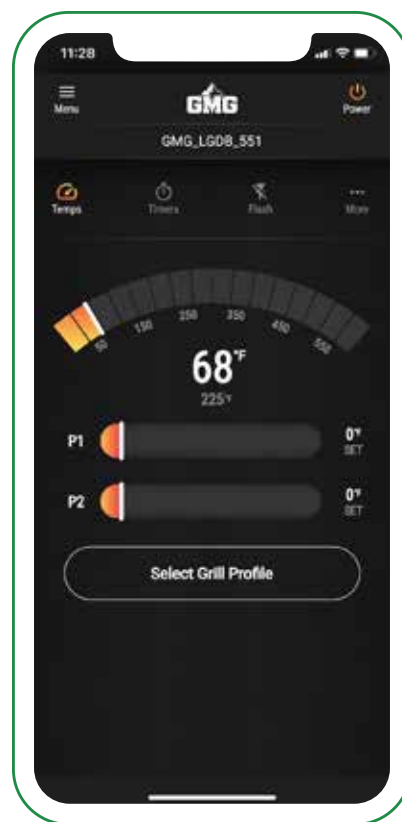 11:28
Menu
GMG
Power
GMG_LGDB_551
Temps
Timers
Flash
More
50
150
250
350
450
550
68°F
225°F
P1
0°F
SET
P2
0°F
SET
Select Grill Profile